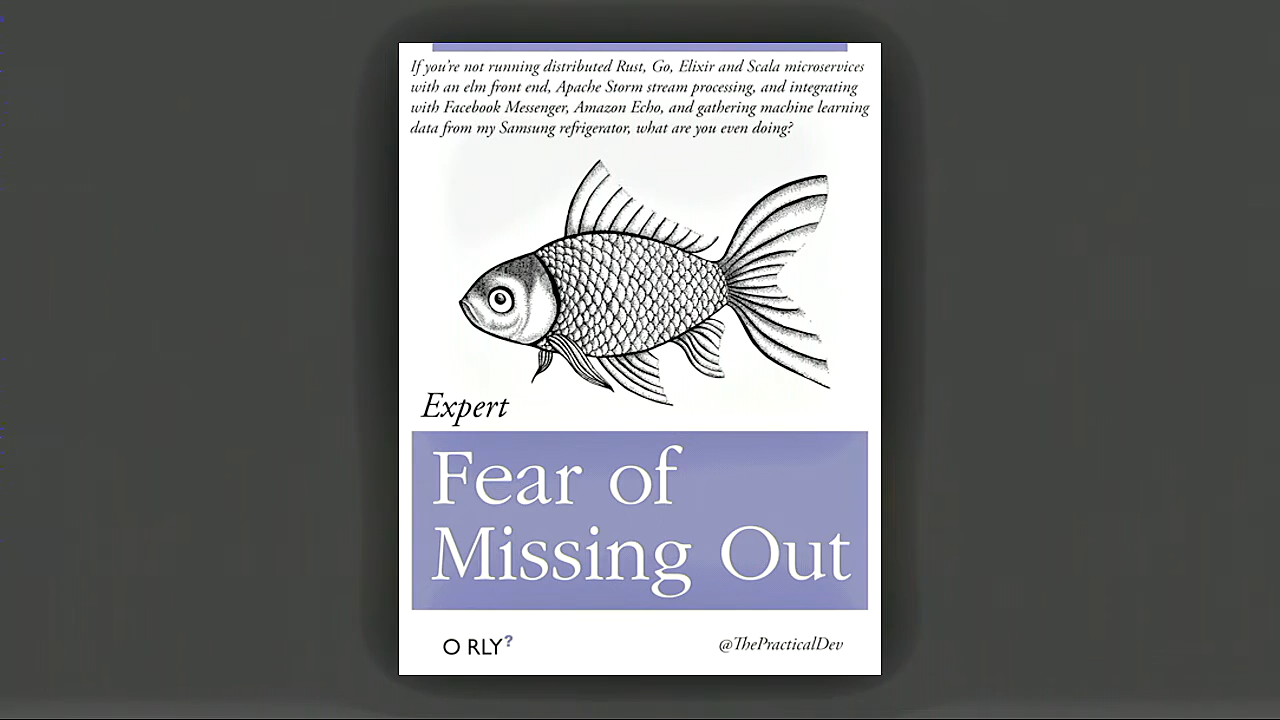 If you're not running distributed Rust, Go, Elixir and Scala microservices
with an elm front end, Apache Storm stream processing, and integrating
with Facebook Messenger, Amazon Echo, and gathering machine learning
data from my Samsung refrigerator, what are you even doing?
Expert
Fear of
Missing Out
O RLY?
@ThePracticalDev